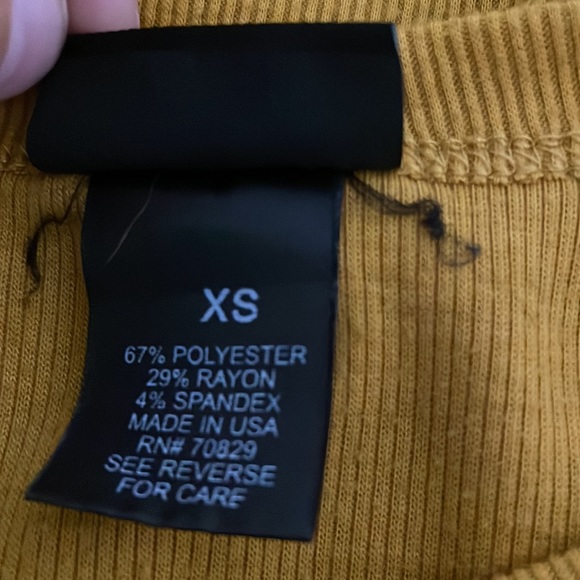 XS
67% POLYESTER
29% RAYON
4% SPANDEX
MADE IN USA
RN# 70829
SEE REVERSE
FOR CARE